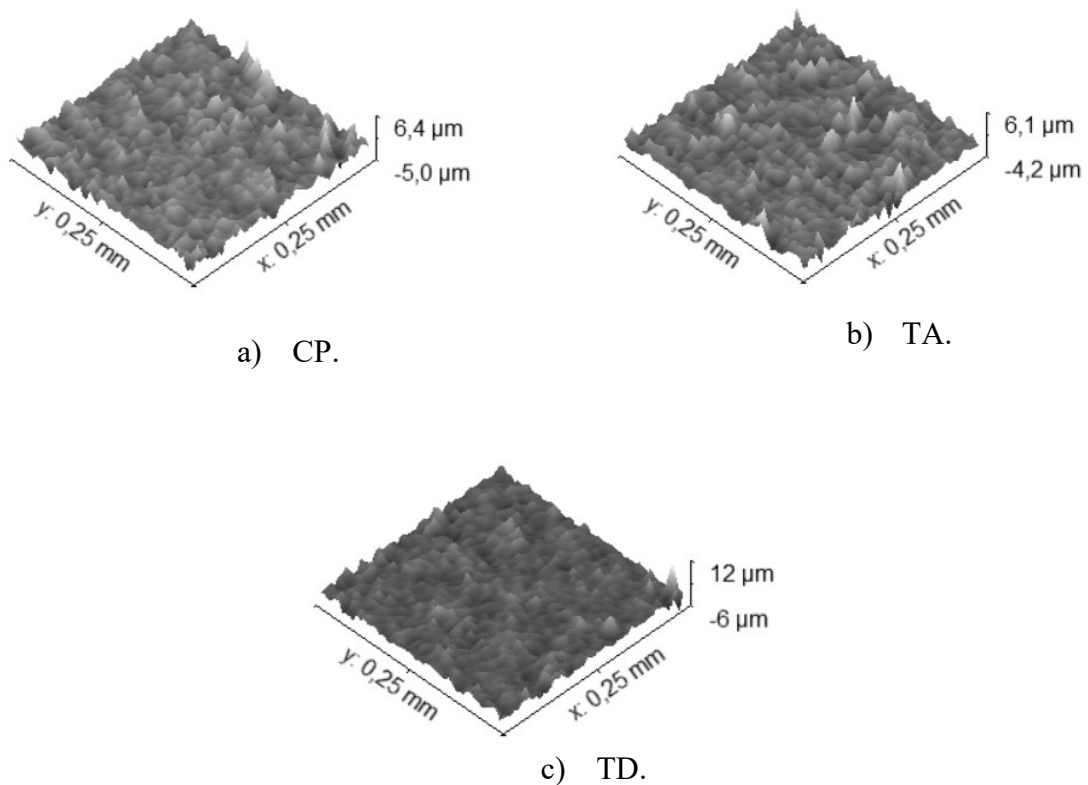 6,4 µm
-5,0 µm
y: 0,25 mm
x: 0,25 mm
a) CP.
6,1 µm
-4,2 µm
y: 0,25 mm
x: 0,25 mm
b) TA.
12 µm
-6 µm
y: 0,25 mm
x: 0,25 mm
c) TD.